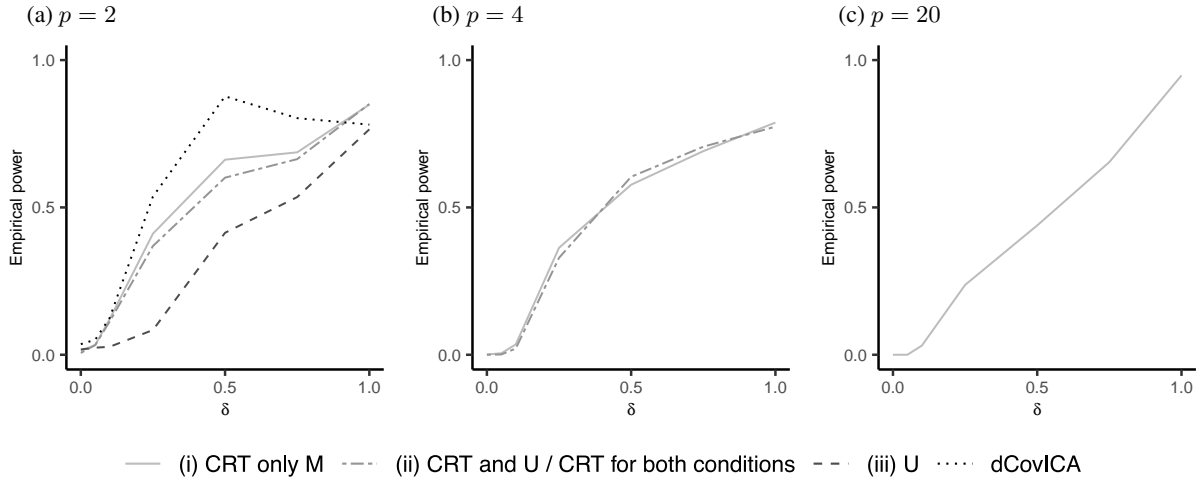 (a) p = 2
(b) p = 4
(c) p = 20
Empirical power
1.0
0.5
0.0
0.0 0.5 1.0
δ
Empirical power
1.0
0.5
0.0
0.0 0.5 1.0
δ
Empirical power
1.0
0.5
0.0
0.0 0.5 1.0
δ
(i) CRT only M (ii) CRT and U / CRT for both conditions (iii) U dCovICA